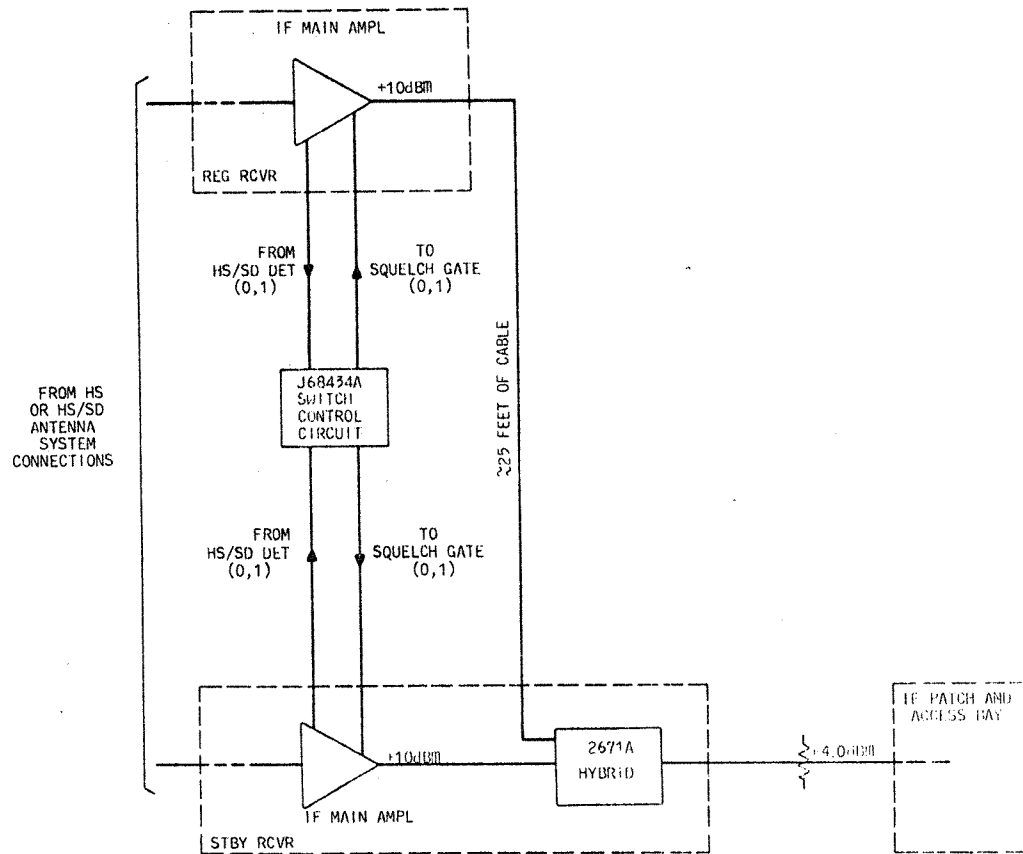 IF MAIN AMPL
+10dBm
REG RCVR
FROM
HS/SD DET
(0,1)
TO
SQUELCH GATE
(0,1)
J68434A
SWITCH
CONTROL
CIRCUIT
≈25 FEET OF CABLE
FROM HS
OR HS/SD
ANTENNA
SYSTEM
CONNECTIONS
FROM
HS/SD DET
(0,1)
TO
SQUELCH GATE
(0,1)
IF PATCH AND
ACCESS BAY
2671A
HYBRID
+10dBm
+4.0dBm
IF MAIN AMPL
STBY RCVR